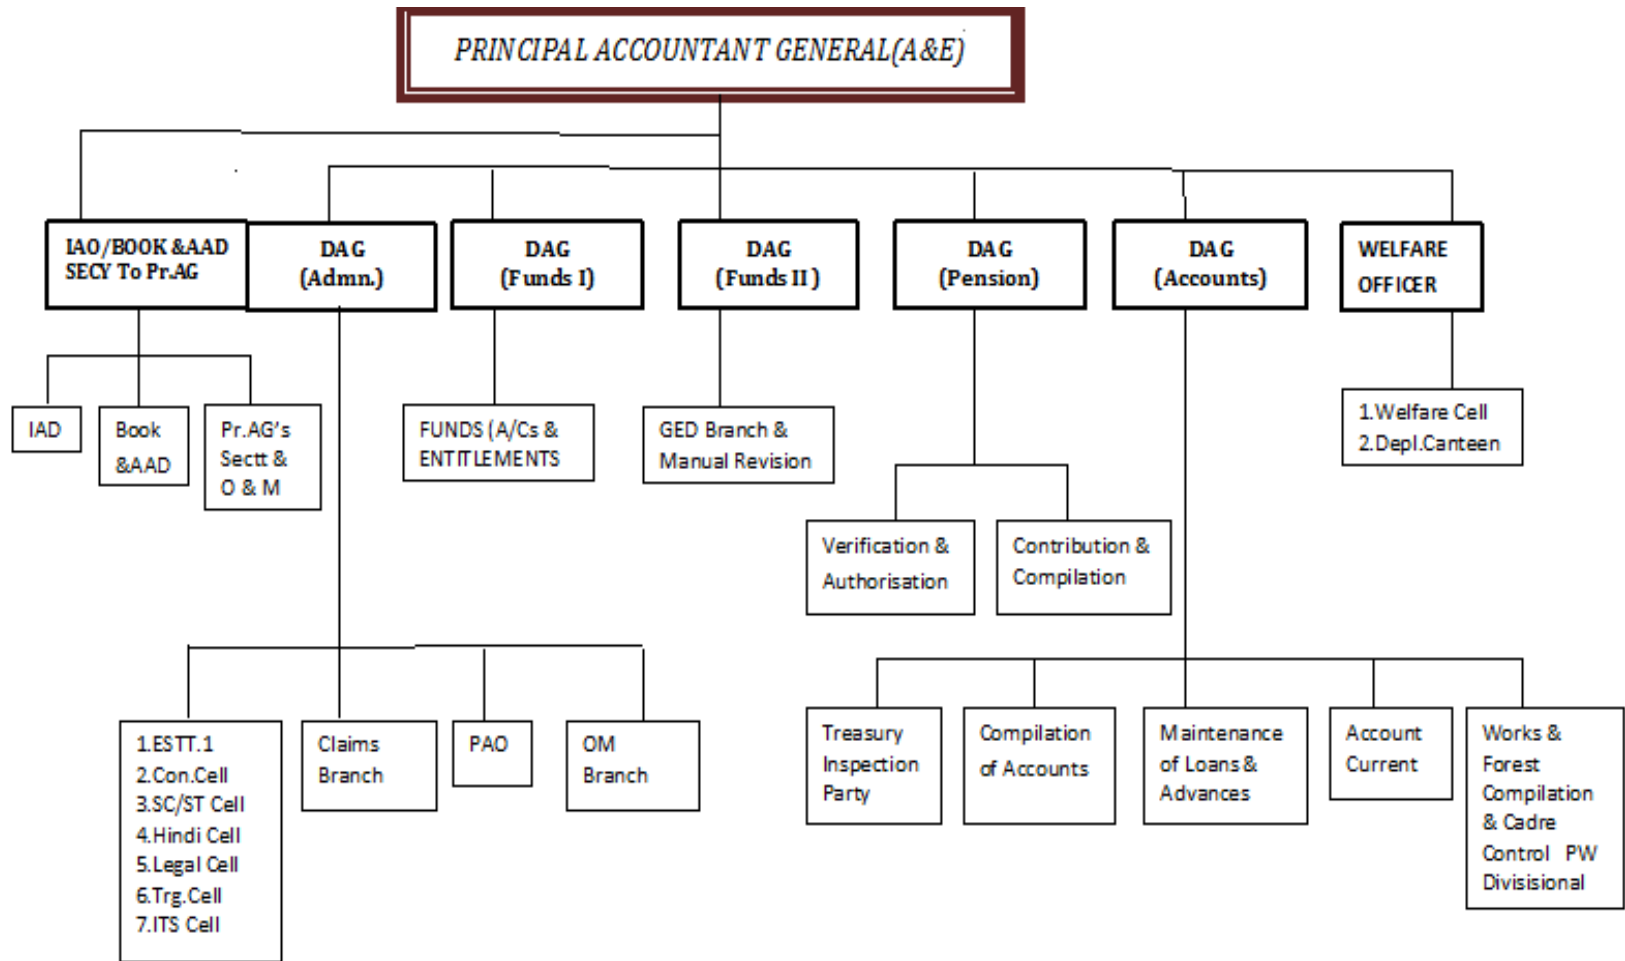 PRINCIPAL ACCOUNTANT GENERAL(A&E)
IAO/BOOK &AAD
SECY To Pr.AG
DAG
(Admn.)
DAG
(Funds I)
DAG
(Funds II )
DAG
(Pension)
DAG
(Accounts)
WELFARE
OFFICER
IAD
Book
&AAD
Pr.AG's
Sectt &
O & M
FUNDS (A/Cs &
ENTITLEMENTS
GED Branch &
Manual Revision
1.Welfare Cell
2.Depl.Canteen
Verification &
Authorisation
Contribution &
Compilation
1.ESTT.1
2.Con.Cell
3.SC/ST Cell
4.Hindi Cell
5.Legal Cell
6.Trg.Cell
7.ITS Cell
Claims
Branch
PAO
OM
Branch
Treasury
Inspection
Party
Compilation
of Accounts
Maintenance
of Loans &
Advances
Account
Current
Works &
Forest
Compilation
& Cadre
Control PW
Divisisional